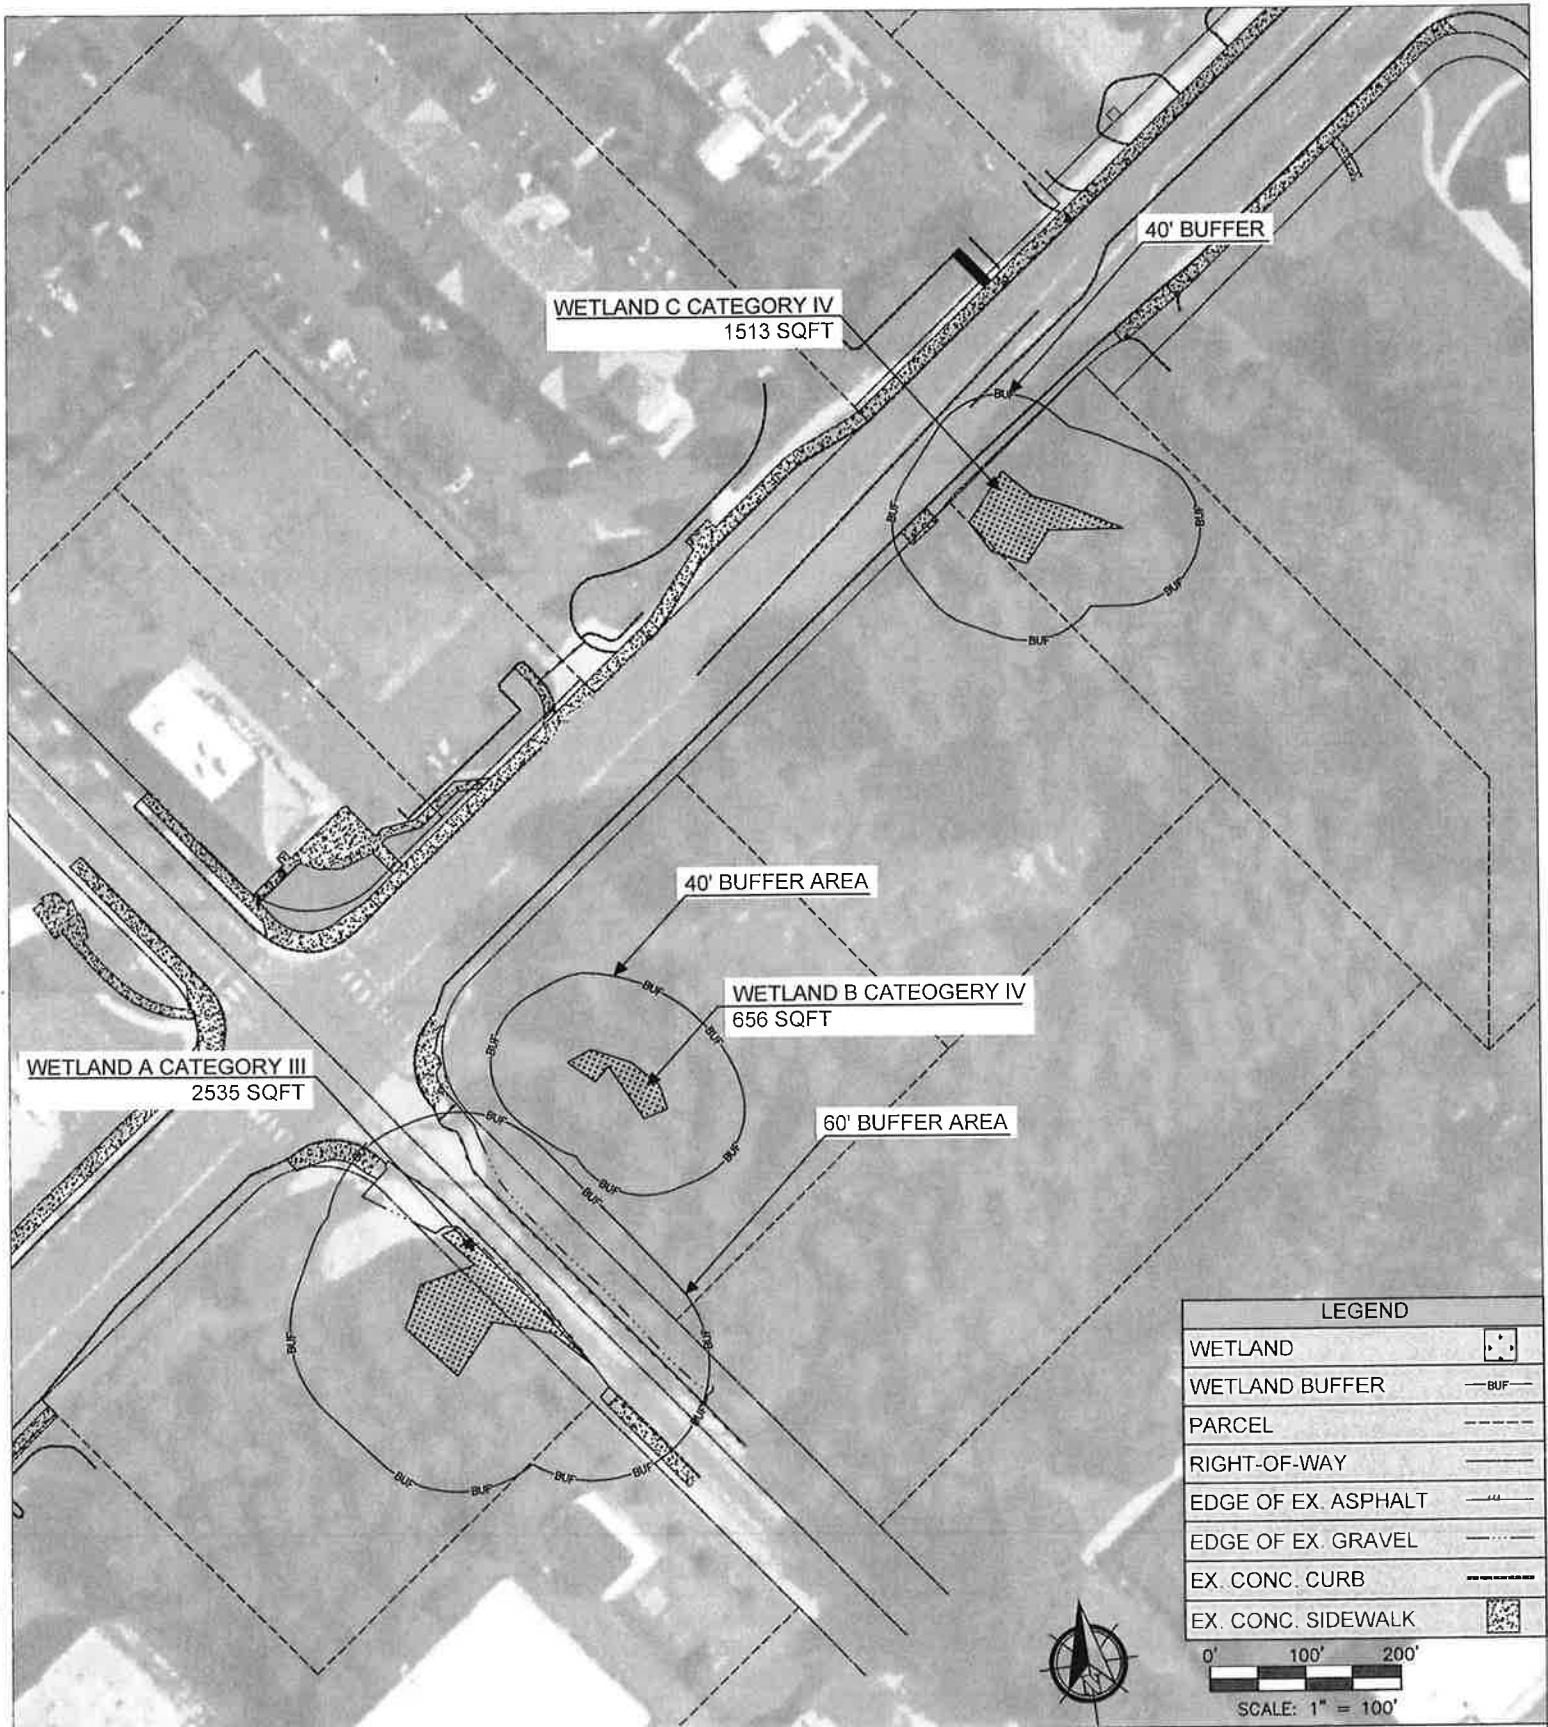 40' BUFFER
WETLAND C CATEGORY IV
1513 SQFT
BUF
BUF
BUF
BUF
BUF
40' BUFFER AREA
WETLAND B CATEOGERY IV
656 SQFT
BUF
BUF
BUF
BUF
BUF
WETLAND A CATEGORY III
2535 SQFT
60' BUFFER AREA
BUF
BUF
BUF
BUF
BUF
BUF
BUF
BUF
BUF
LEGEND
WETLAND
WETLAND BUFFER
BUF
PARCEL
RIGHT-OF-WAY
EDGE OF EX. ASPHALT
EDGE OF EX. GRAVEL
EX. CONC. CURB
EX. CONC. SIDEWALK
N
0' 100' 200'
SCALE: 1" = 100'